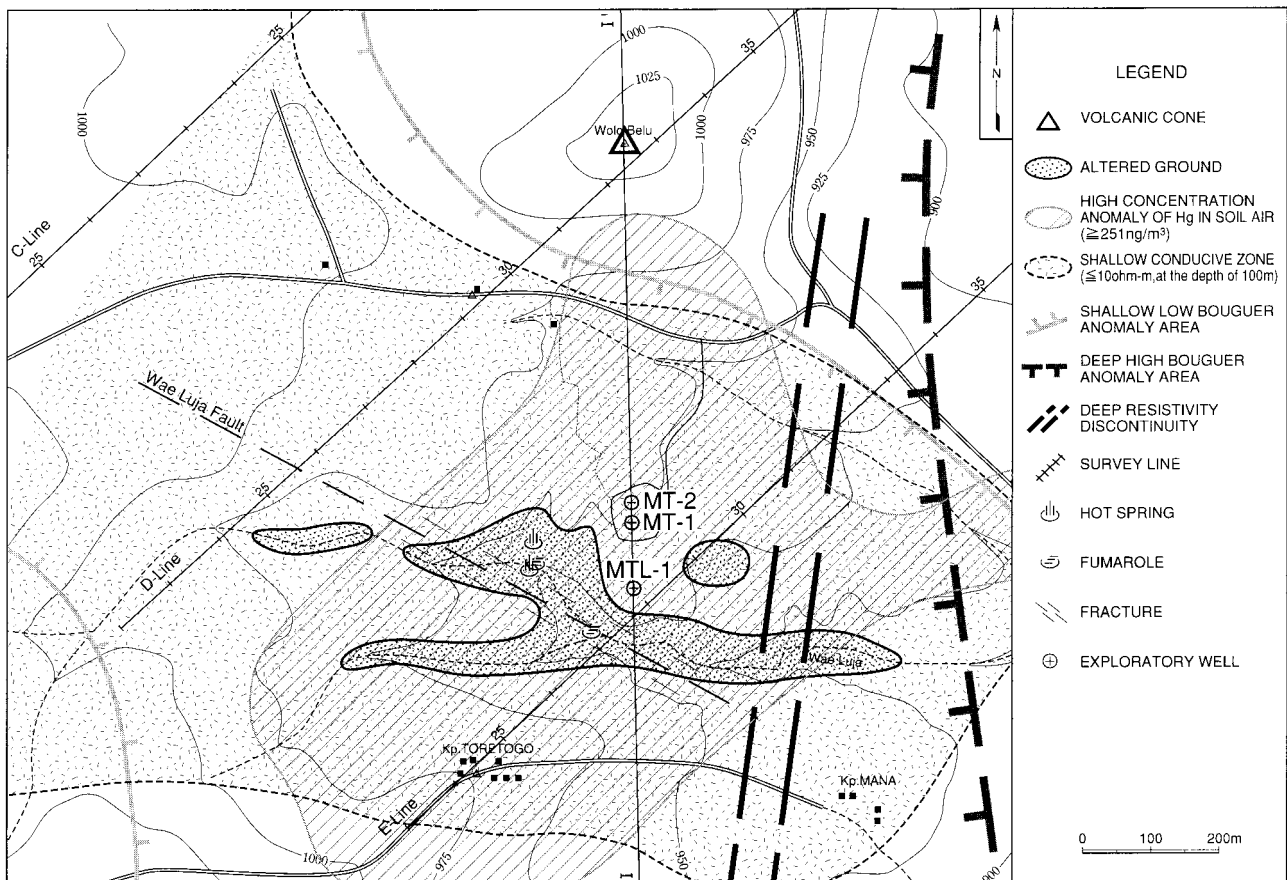 1000
25
1000
1025
1000
Wolo Belu
35
975
950
925
900
N
C-Line
25
30
35
Wae Luja Fault
25
30
MT-2
MT-1
MTL-1
D-Line
Wae Luja
25
Kp.TORETOGO
Kp.MANA
E-Line
1000
975
950
900
LEGEND
VOLCANIC CONE
ALTERED GROUND
HIGH CONCENTRATION
ANOMALY OF Hg IN SOIL AIR
(≧251ng/m³)
SHALLOW CONDUCIVE ZONE
(≦10ohm-m,at the depth of 100m)
SHALLOW LOW BOUGUER
ANOMALY AREA
DEEP HIGH BOUGUER
ANOMALY AREA
DEEP RESISTIVITY
DISCONTINUITY
SURVEY LINE
HOT SPRING
FUMAROLE
FRACTURE
EXPLORATORY WELL
0 100 200m